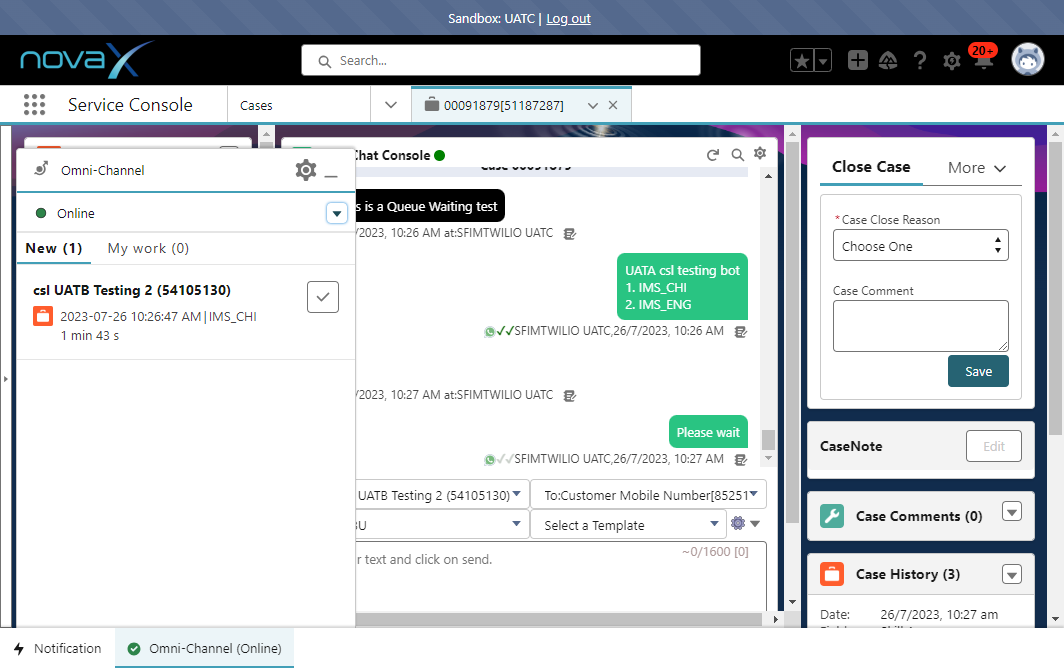 Sandbox: UATC | Log out
novaX
Search...
20+
Service Console
Cases
00091879[51187287]
Omni-Channel
Online
New (1)
My work (0)
csl UATB Testing 2 (54105130)
2023-07-26 10:26:47 AM | IMS_CHI
1 min 43 s
Chat Console
s is a Queue Waiting test
/2023, 10:26 AM at:SFIMTWILIO UATC
UATA csl testing bot
1. IMS_CHI
2. IMS_ENG
SFIMTWILIO UATC,26/7/2023, 10:26 AM
/2023, 10:27 AM at:SFIMTWILIO UATC
Please wait
SFIMTWILIO UATC,26/7/2023, 10:27 AM
UATB Testing 2 (54105130)
To:Customer Mobile Number[85251
Select a Template
r text and click on send.
~0/1600 [0]
Close Case
More
*Case Close Reason
Choose One
Case Comment
Save
CaseNote
Edit
Case Comments (0)
Case History (3)
Date:
26/7/2023, 10:27 am
Notification
Omni-Channel (Online)